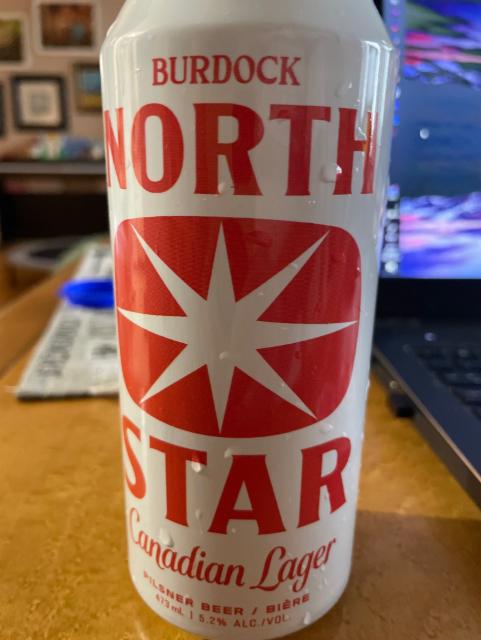 BURDOCK
NORTH
STAR
Canadian Lager
PILSNER BEER / BIÈRE
473 mL | 5.2% ALC./VOL.